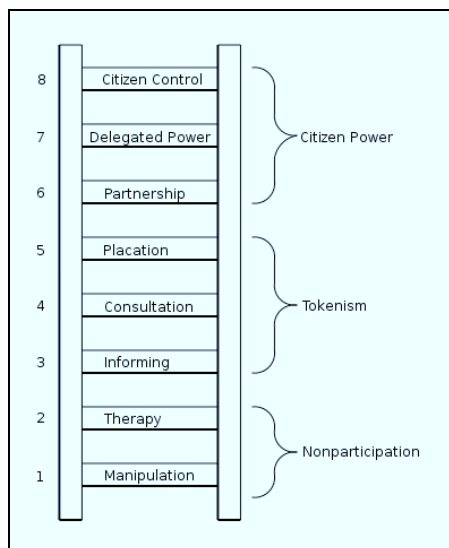 8 Citizen Control
7 Delegated Power
Citizen Power
6 Partnership
5 Placation
4 Consultation
Tokenism
3 Informing
2 Therapy
Nonparticipation
1 Manipulation